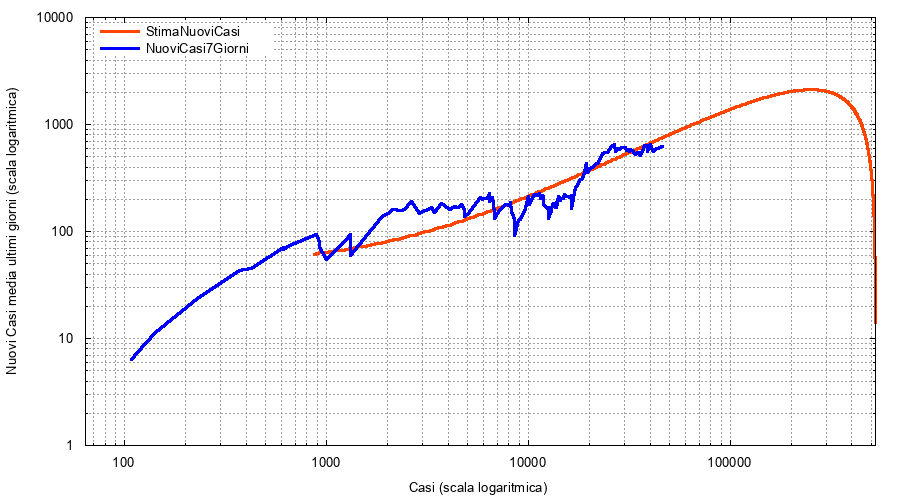 10000
StimaNuoviCasi
NuoviCasi7Giorni
1000
100
10
1
Nuovi Casi media ultimi giorni (scala logaritmica)
100 1000 10000 100000
Casi (scala logaritmica)